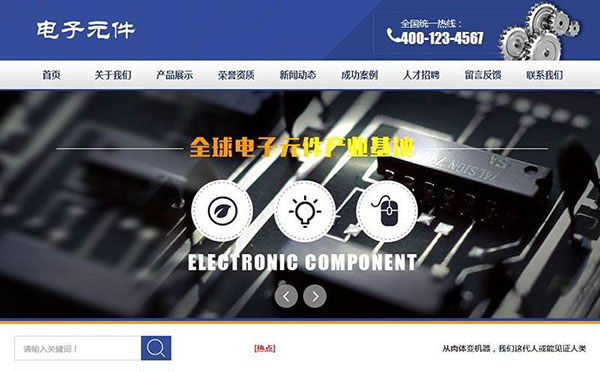 电子元件
全国统一热线：
400-123-4567
首页 关于我们 产品展示 荣誉资质 新闻动态 成功案例 人才招聘 留言反馈 联系我们
全球电子元件产业基地
ELECTRONIC COMPONENT
请输入关键词！ [热点] 从肉体变机器，我们这代人或能见证人类